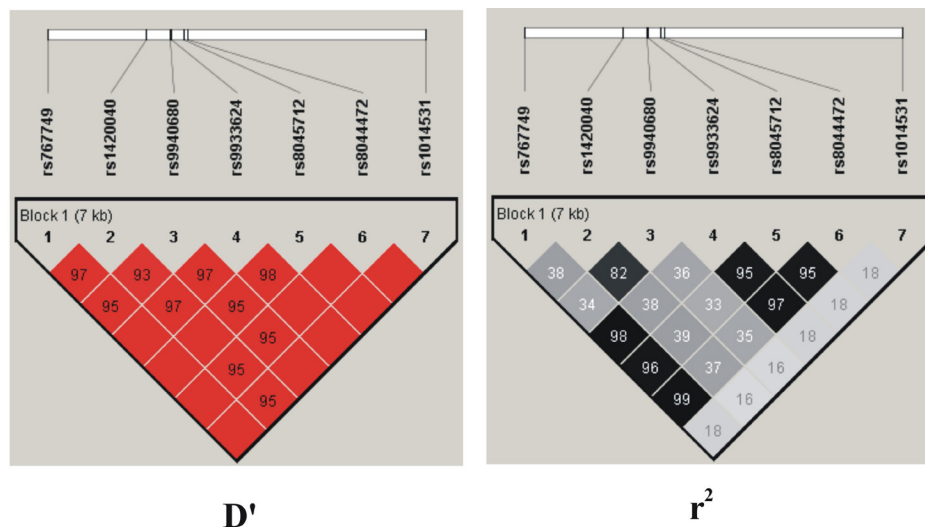 rs767749
rs1420040
rs9940680
rs9933624
rs8045712
rs8044472
rs1014531
Block 1 (7 kb)
1 2 3 4 5 6 7
97 93 97 98
95 97 95
95
95
95
D'
rs767749
rs1420040
rs9940680
rs9933624
rs8045712
rs8044472
rs1014531
Block 1 (7 kb)
1 2 3 4 5 6 7
38 82 36 95 95 18
34 38 33 97 18
98 39 35 18
96 37 16
99 16
18
r²